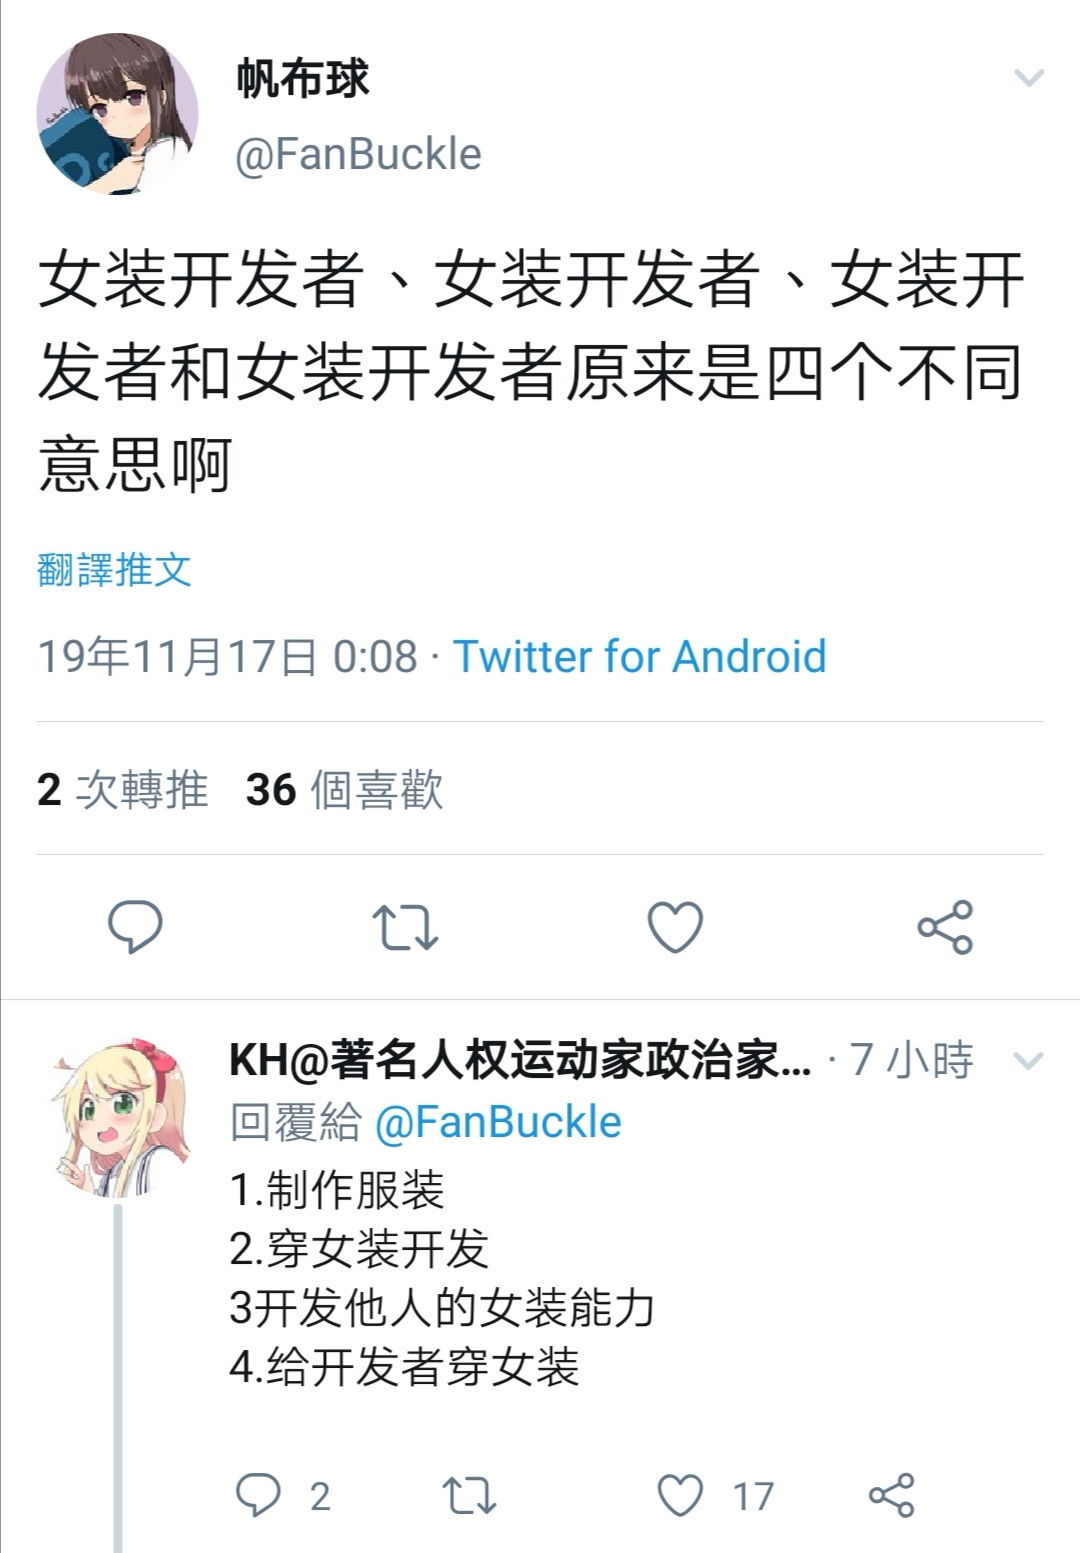 帆布球
@FanBuckle
女装开发者、女装开发者、女装开
发者和女装开发者原来是四个不同
意思啊
翻譯推文
19年11月17日 0:08 · Twitter for Android
2 次轉推 36 個喜歡
KH@著名人权运动家政治家... · 7 小時
回覆給 @FanBuckle
1.制作服装
2.穿女装开发
3开发他人的女装能力
4.给开发者穿女装
2 17